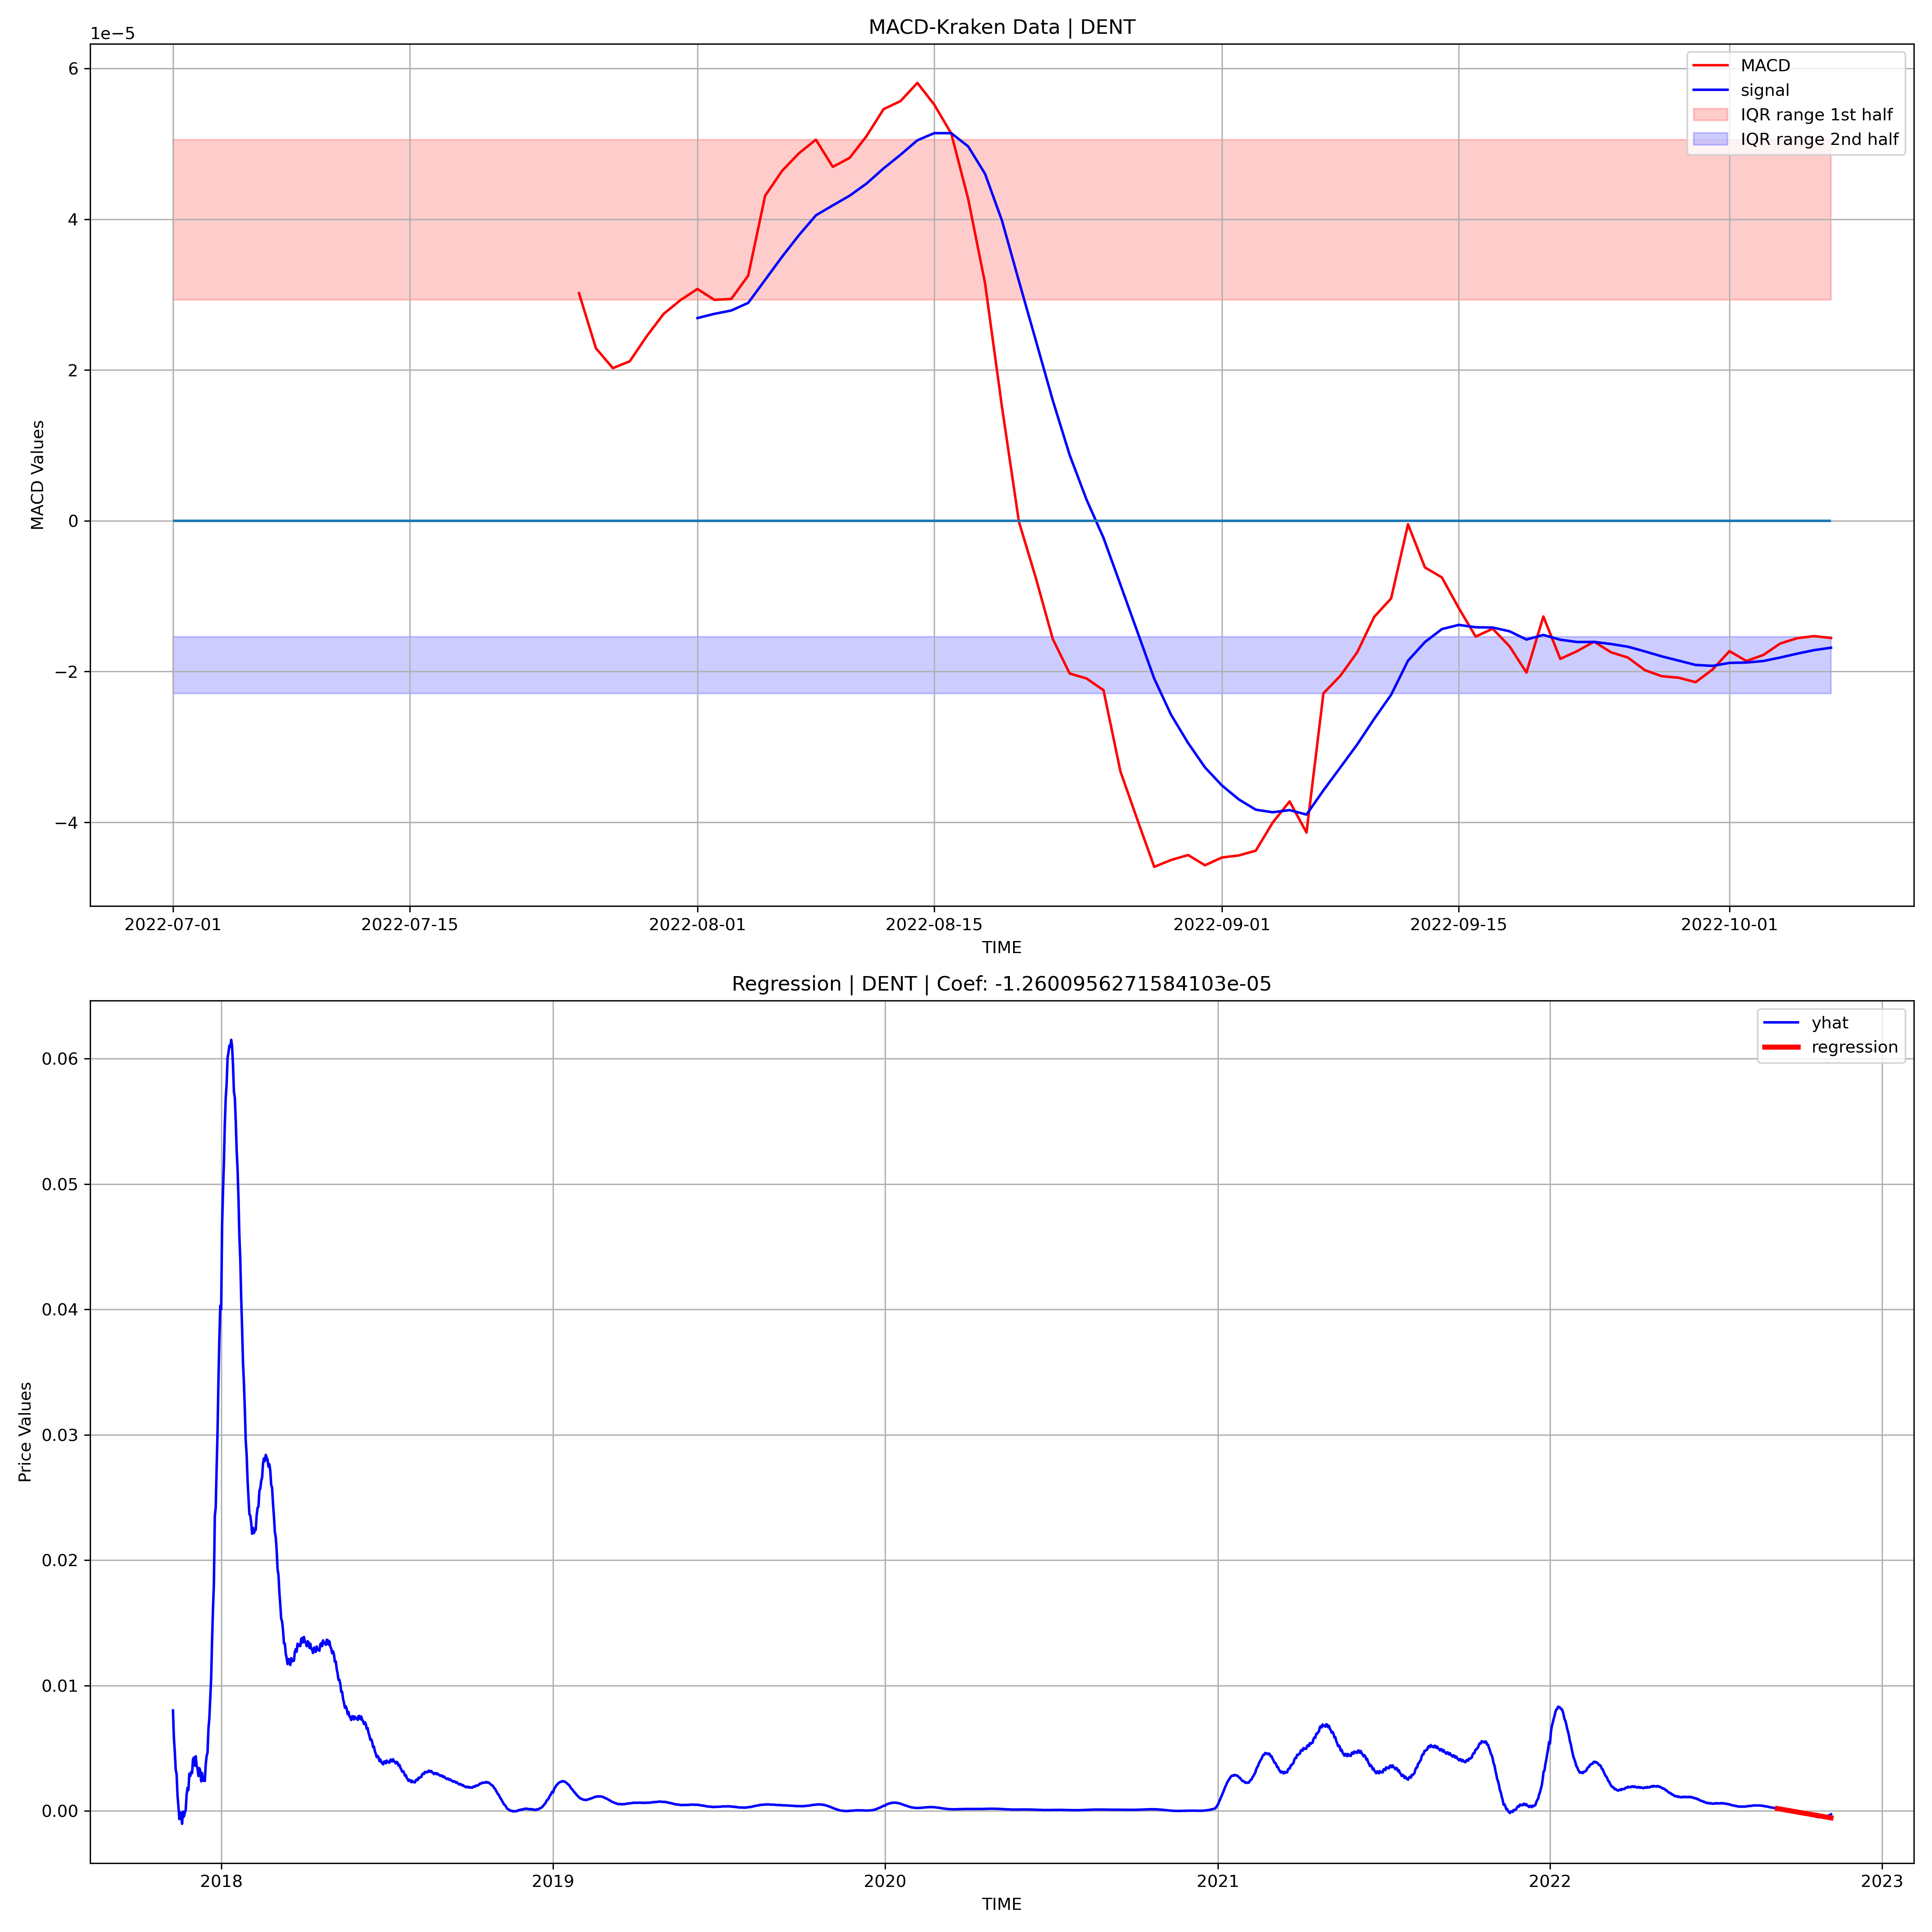 MACD-Kraken Data | DENT
1e−5
MACD
signal
IQR range 1st half
IQR range 2nd half
6
4
2
0
−2
−4
MACD Values
2022-07-01 2022-07-15 2022-08-01 2022-08-15 2022-09-01 2022-09-15 2022-10-01
TIME
Regression | DENT | Coef: -1.2600956271584103e-05
yhat
regression
0.06
0.05
0.04
0.03
0.02
0.01
0.00
Price Values
2018 2019 2020 2021 2022 2023
TIME